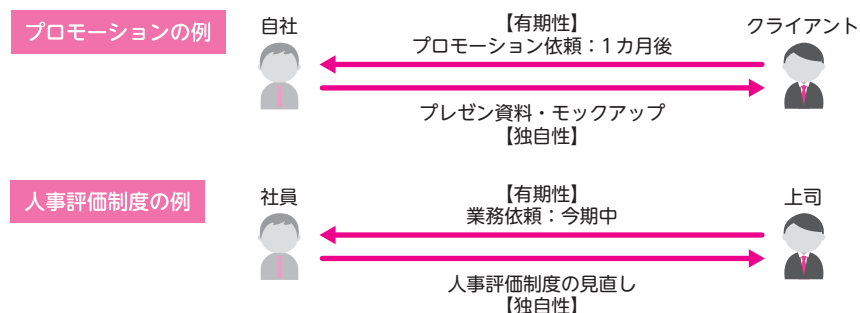 プロモーションの例
自社
【有期性】
プロモーション依頼：1カ月後
クライアント
プレゼン資料・モックアップ
【独自性】
人事評価制度の例
社員
【有期性】
業務依頼：今期中
上司
人事評価制度の見直し
【独自性】